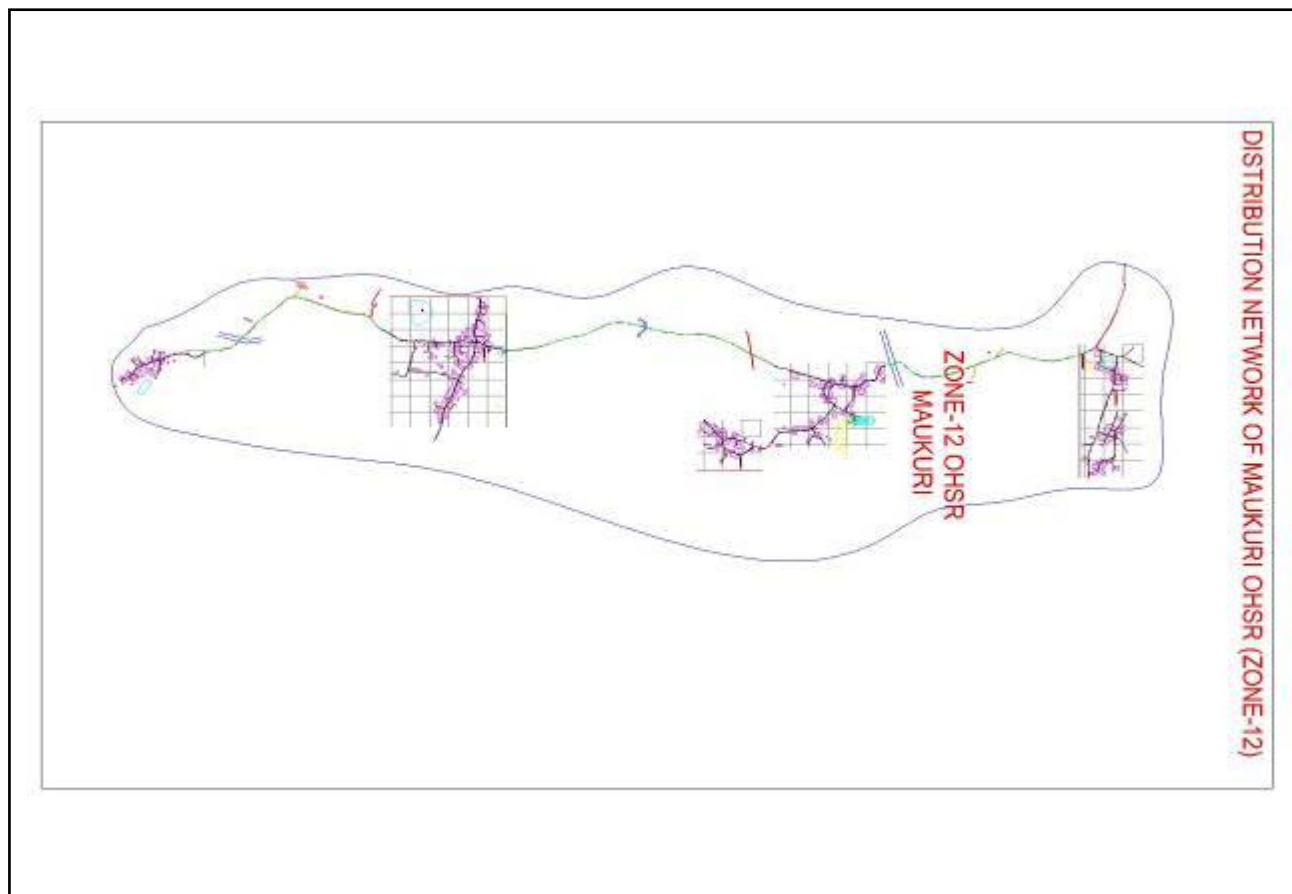 DISTRIBUTION NETWORK OF MAUKURI OHSR (ZONE-12)
ZONE-12 OHSR
MAUKURI